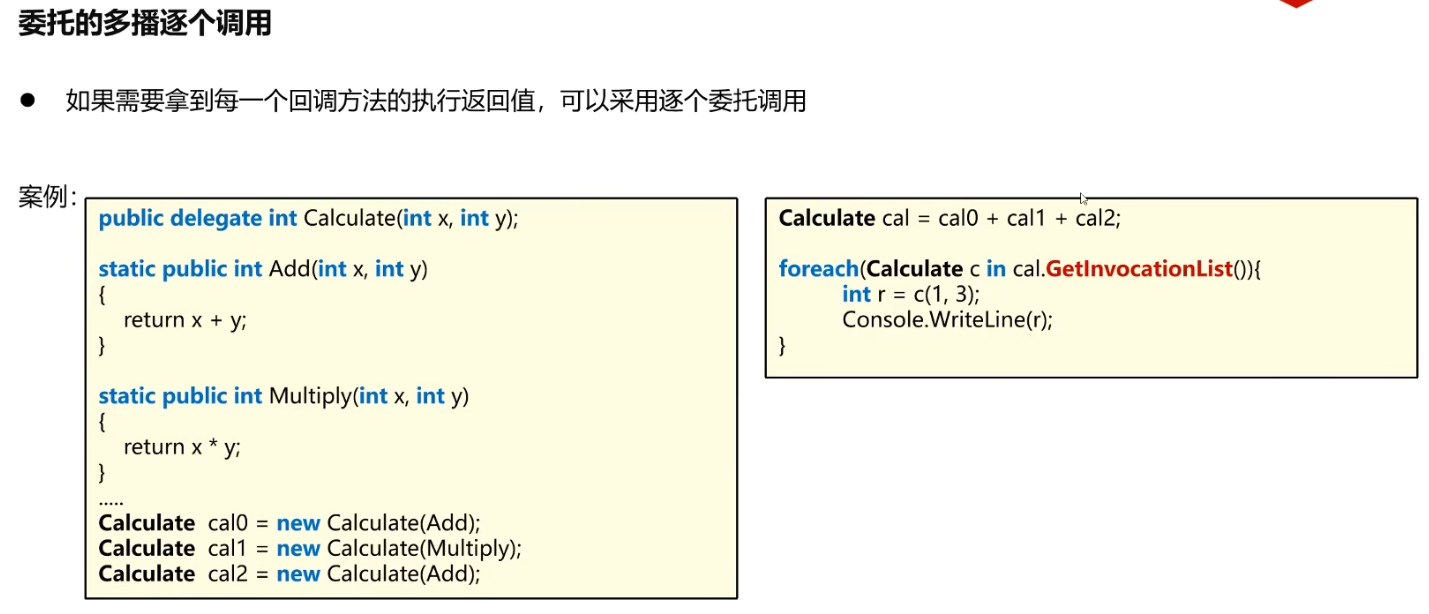 委托的多播逐个调用
● 如果需要拿到每一个回调方法的执行返回值，可以采用逐个委托调用
案例：
public delegate int Calculate(int x, int y);
static public int Add(int x, int y)
{
return x + y;
}
static public int Multiply(int x, int y)
{
return x * y;
}
.....
Calculate cal0 = new Calculate(Add);
Calculate cal1 = new Calculate(Multiply);
Calculate cal2 = new Calculate(Add);
Calculate cal = cal0 + cal1 + cal2;
foreach(Calculate c in cal.GetInvocationList()){
int r = c(1, 3);
Console.WriteLine(r);
}